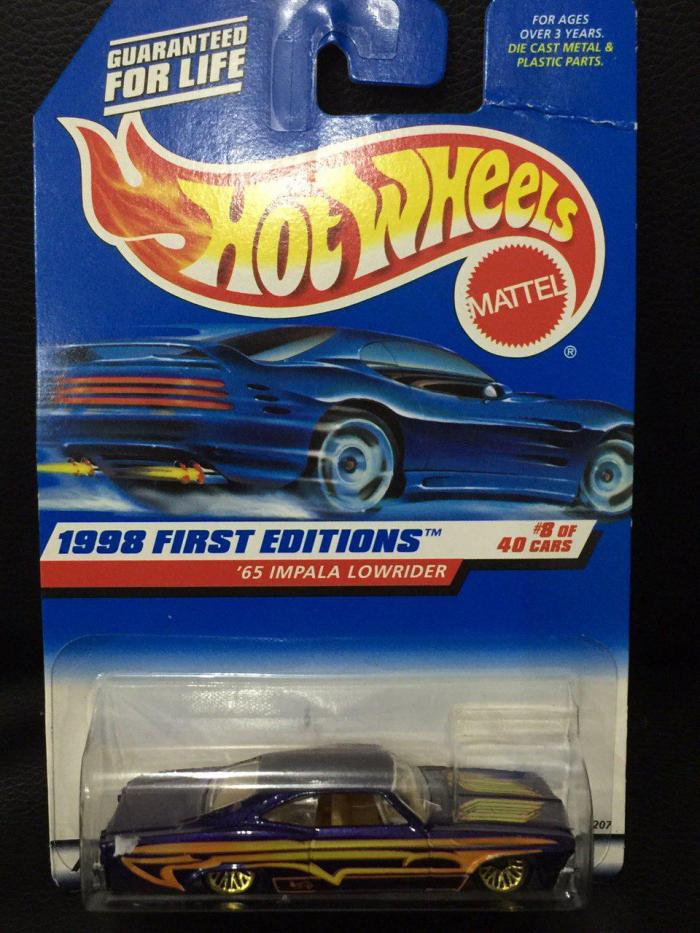 GUARANTEED
FOR LIFE
FOR AGES
OVER 3 YEARS.
DIE CAST METAL &
PLASTIC PARTS.
HOT WHEELS
MATTEL
®
1998 FIRST EDITIONS™
#8 OF
40 CARS
'65 IMPALA LOWRIDER
207